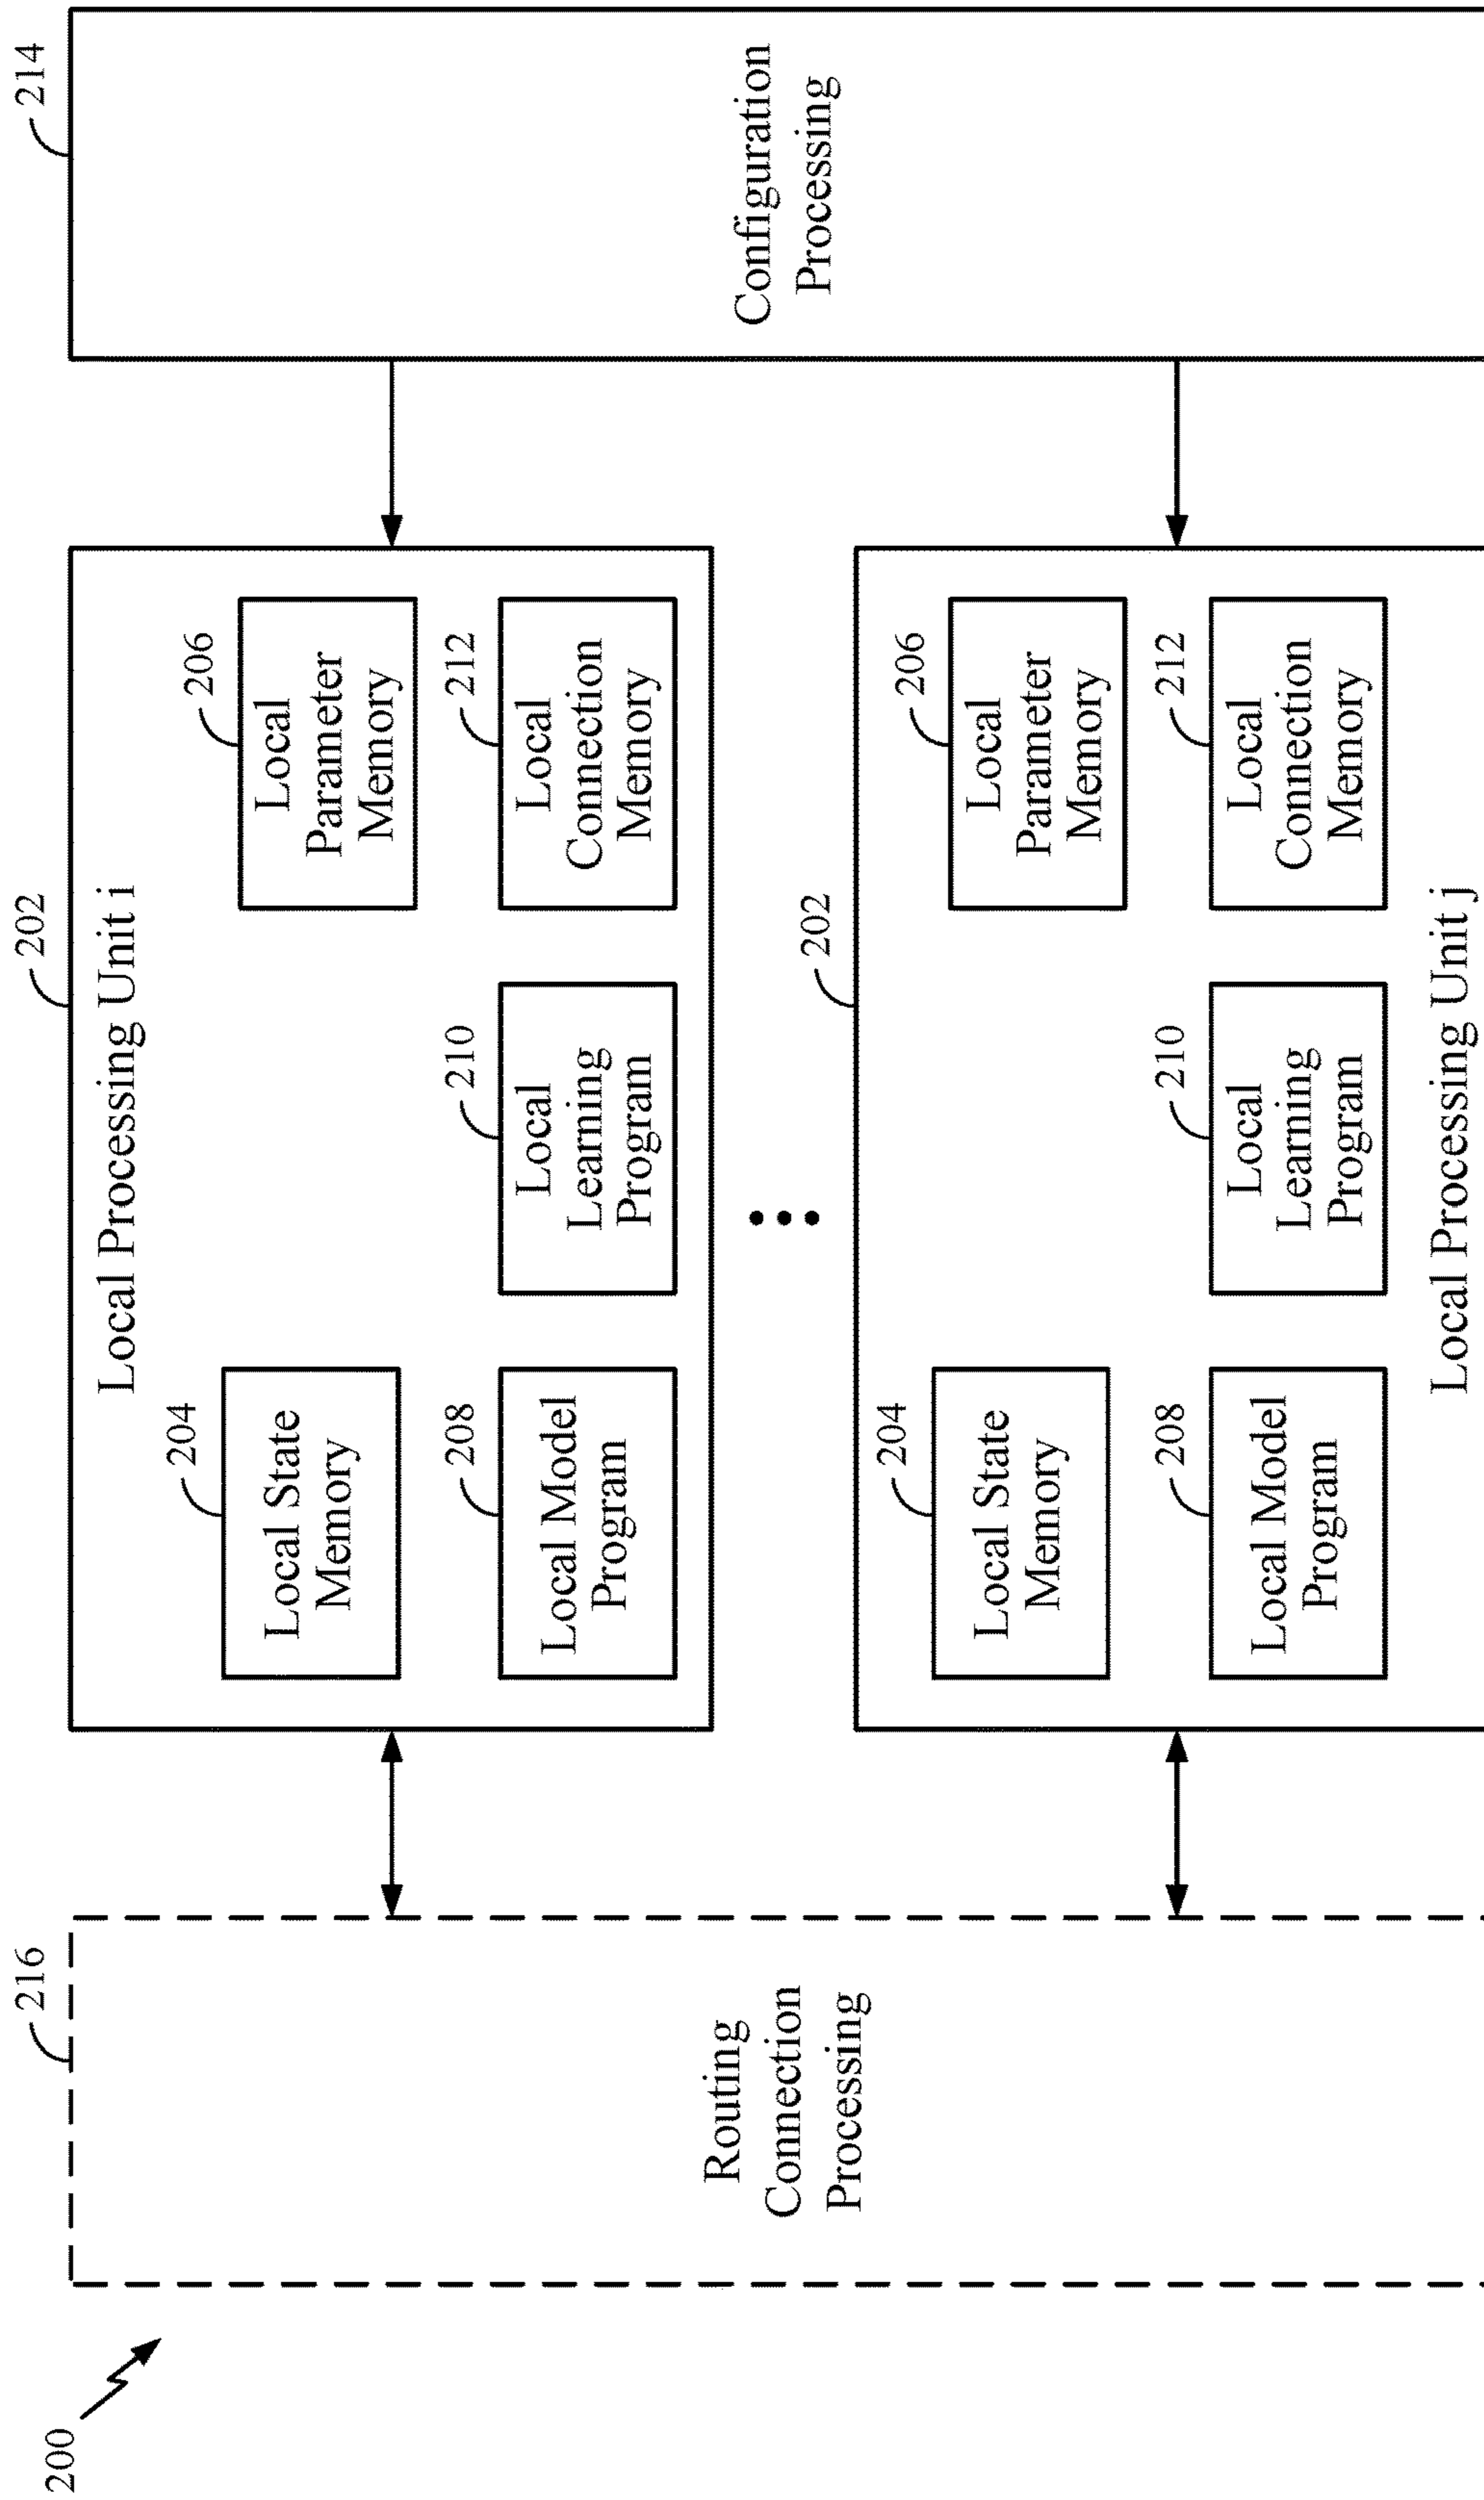 200
216
Routing
Connection
Processing
202
Local Processing Unit i
204
Local State
Memory
206
Local
Parameter
Memory
208
Local Model
Program
210
Local
Learning
Program
212
Local
Connection
Memory
202
204
Local State
Memory
206
Local
Parameter
Memory
208
Local Model
Program
210
Local
Learning
Program
212
Local
Connection
Memory
Local Processing Unit j
214
Configuration
Processing